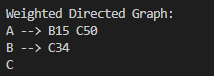 Weighted Directed Graph:
A --> B15 C50
B --> C34
C